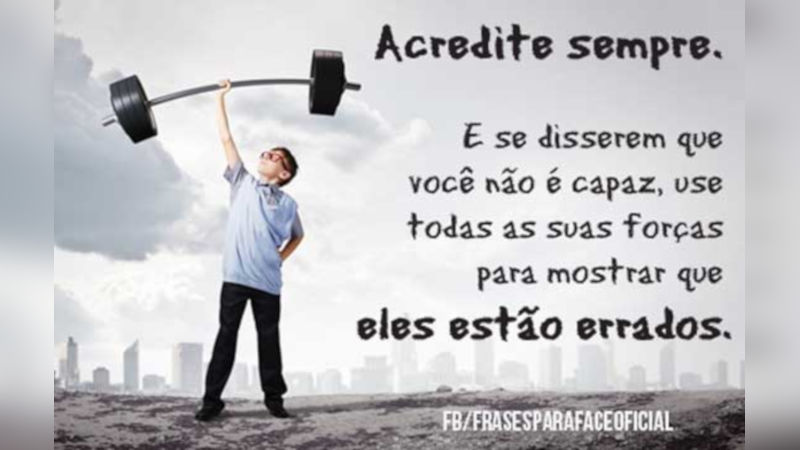 Acredite sempre.
E se disserem que
você não é capaz, use
todas as suas forças
para mostrar que
eles estão errados.
FB/FRASESPARAFACEOFICIAL